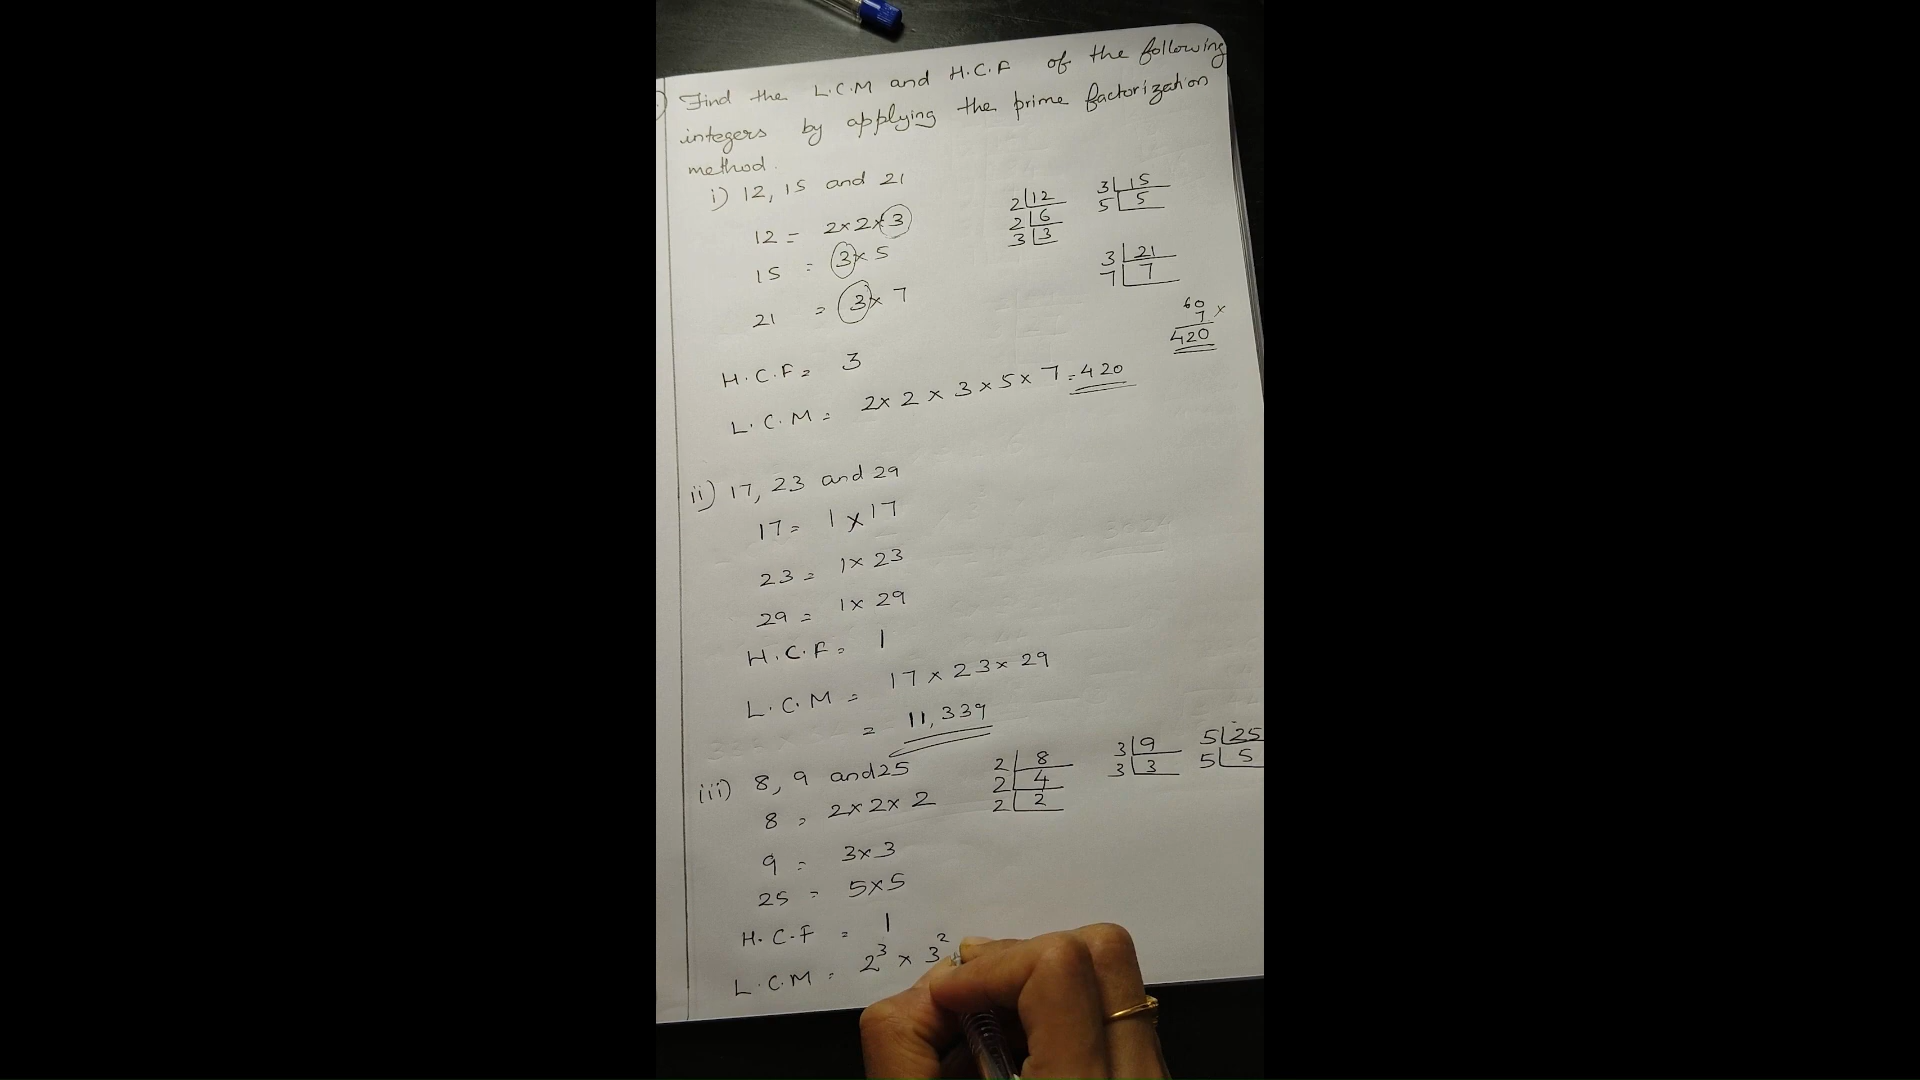 Find the L.C.M and H.C.F of the following
integers by applying the prime factorization
method.
i) 12, 15 and 21
12 = 2×2×3
15 = 3×5
21 = 3×7
2 12
2 6
3 3
3 15
5 5
3 21
7 7
60
7 ×
420
H.C.F = 3
L.C.M = 2×2×3×5×7 = 420
ii) 17, 23 and 29
17 = 1×17
23 = 1×23
29 = 1×29
H.C.F = 1
L.C.M = 17×23×29
= 11,339
iii) 8, 9 and 25
8 = 2×2×2
9 = 3×3
25 = 5×5
2 8
2 4
2 2
3 9
3 3
5 25
5 5
H.C.F = 1
L.C.M = 2³ × 3²